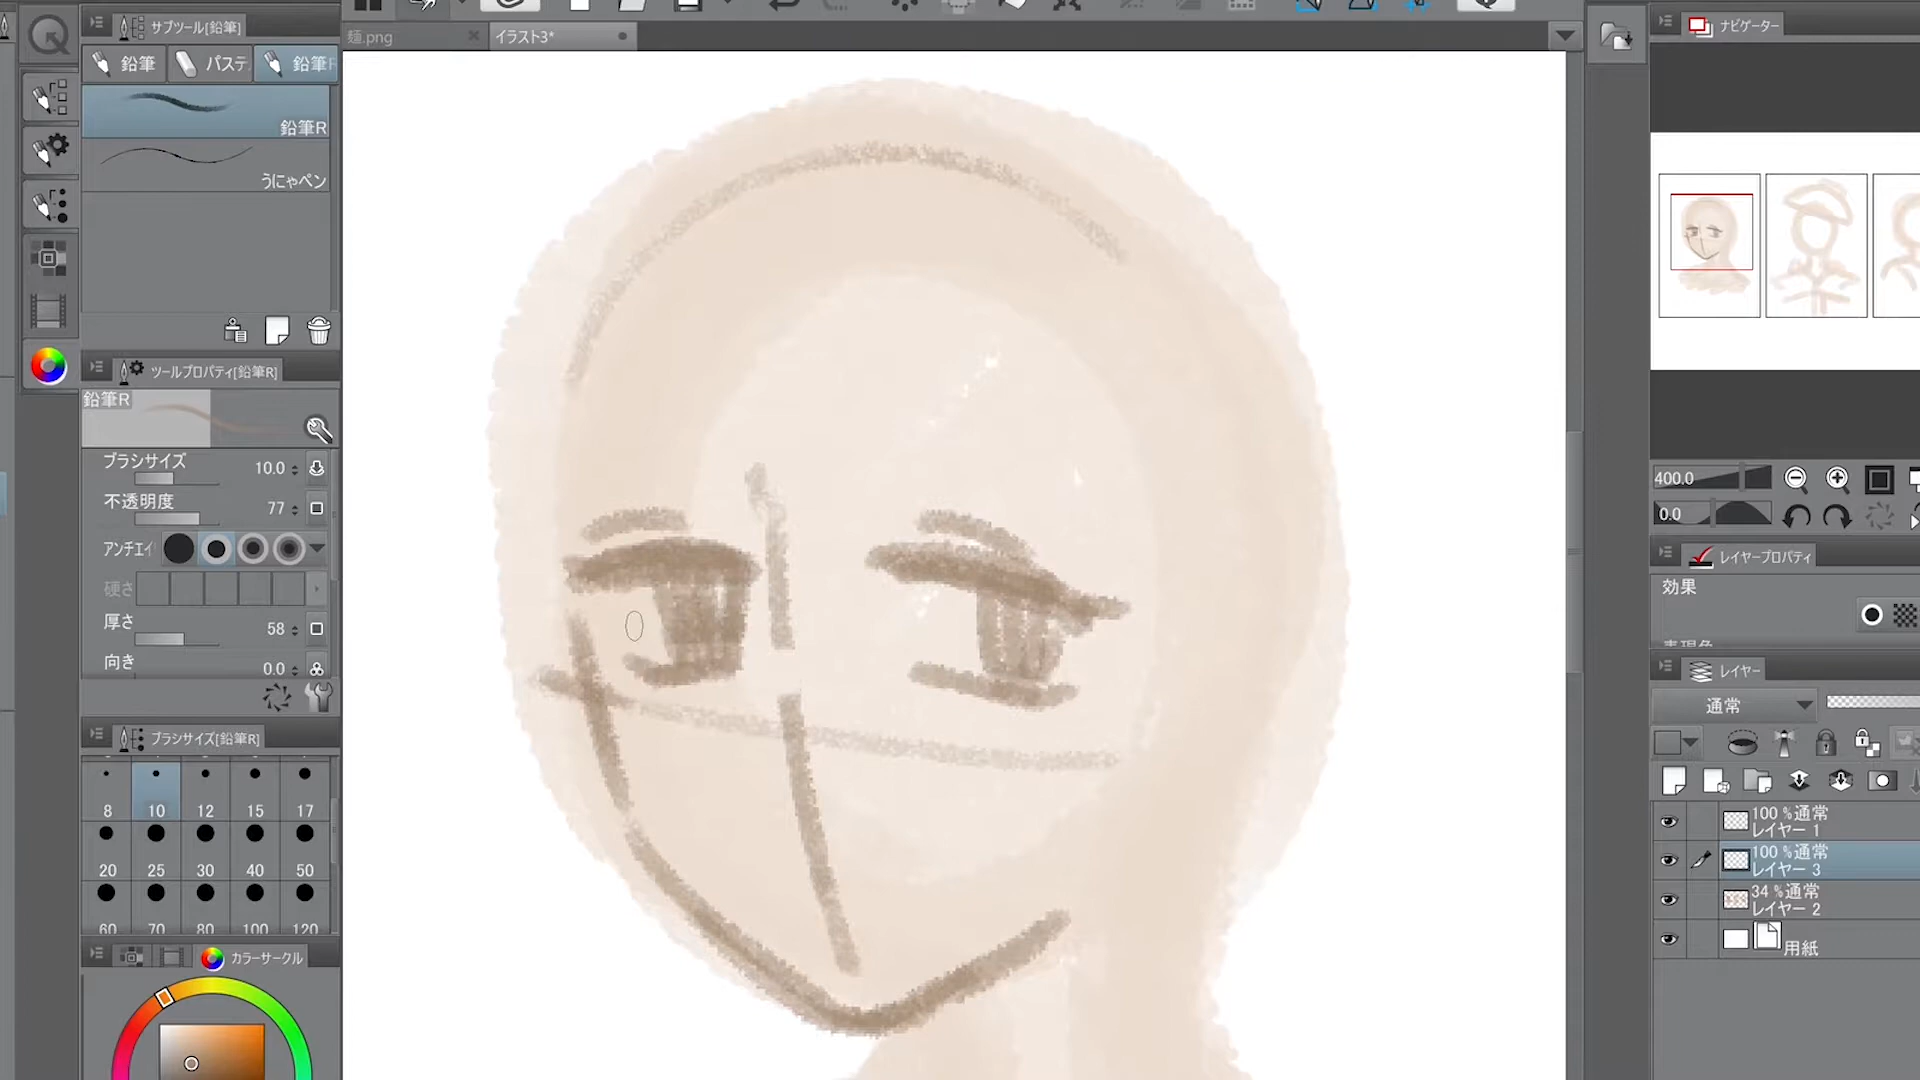 サブツール[鉛筆]
鉛筆
パステ
鉛筆R
鉛筆R
うにゃペン
ツールプロパティ[鉛筆R]
鉛筆R
ブラシサイズ 10.0
不透明度 77
アンチエイ
硬さ
厚さ 58
向き 0.0
ブラシサイズ[鉛筆R]
8 10 12 15 17
20 25 30 40 50
60 70 80 100 120
カラーサークル
麺.png
イラスト3*
ナビゲーター
400.0
0.0
レイヤープロパティ
効果
レイヤー
通常
100 %通常
レイヤー 1
100 %通常
レイヤー 3
34 %通常
レイヤー 2
用紙